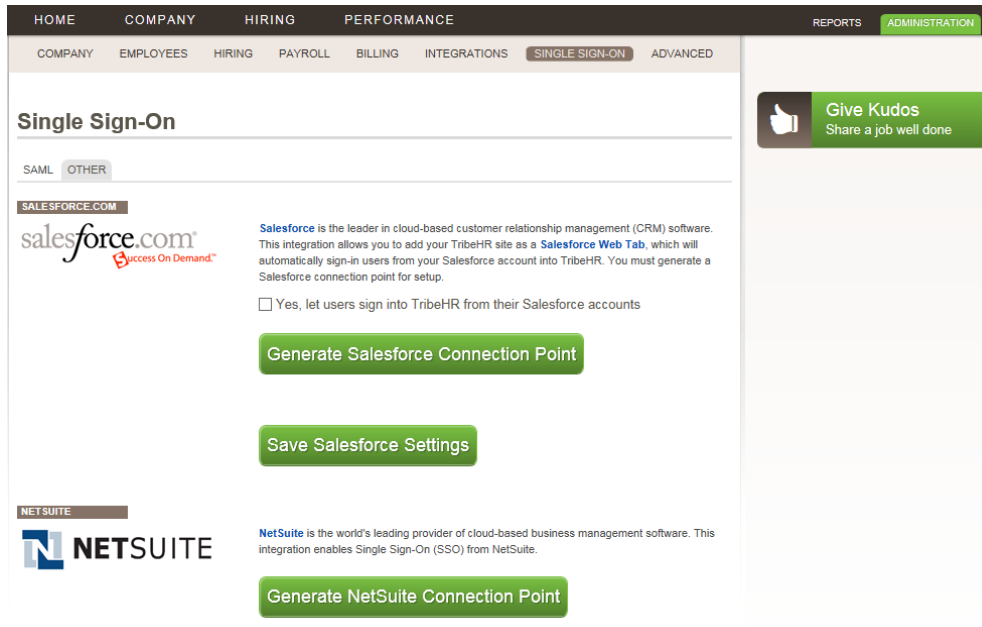 HOME COMPANY HIRING PERFORMANCE REPORTS ADMINISTRATION
COMPANY EMPLOYEES HIRING PAYROLL BILLING INTEGRATIONS SINGLE SIGN-ON ADVANCED
Give Kudos
Share a job well done
Single Sign-On
SAML OTHER
SALESFORCE.COM
salesforce.com
Success On Demand.™
Salesforce is the leader in cloud-based customer relationship management (CRM) software.
This integration allows you to add your TribeHR site as a Salesforce Web Tab, which will
automatically sign-in users from your Salesforce account into TribeHR. You must generate a
Salesforce connection point for setup.
Yes, let users sign into TribeHR from their Salesforce accounts
Generate Salesforce Connection Point
Save Salesforce Settings
NETSUITE
N NETSUITE
NetSuite is the world's leading provider of cloud-based business management software. This
integration enables Single Sign-On (SSO) from NetSuite.
Generate NetSuite Connection Point